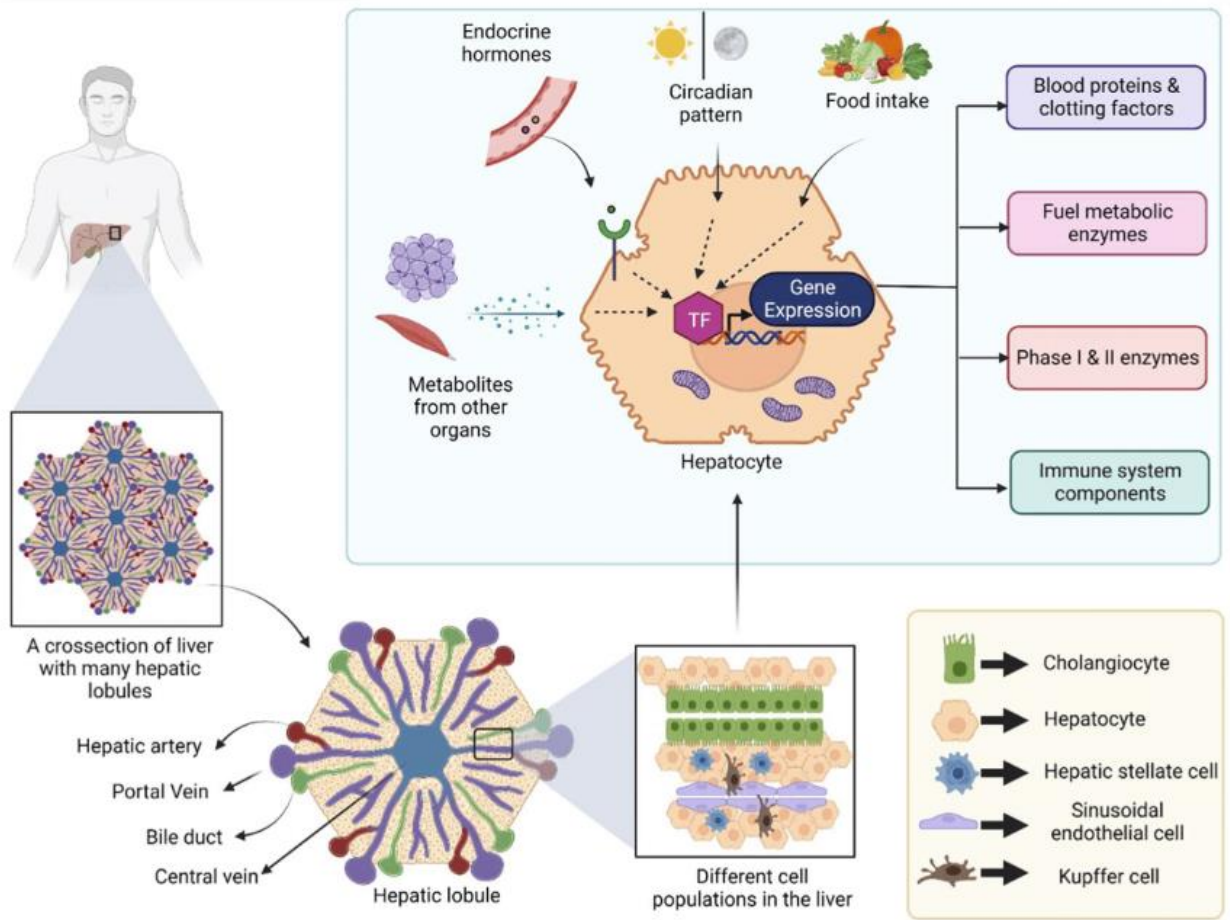 Endocrine
hormones
Circadian
pattern
Food intake
Blood proteins &
clotting factors
Fuel metabolic
enzymes
Gene
Expression
TF
Phase I & II enzymes
Metabolites
from other
organs
Hepatocyte
Immune system
components
A crossection of liver
with many hepatic
lobules
Hepatic artery
Portal Vein
Bile duct
Central vein
Hepatic lobule
Different cell
populations in the liver
Cholangiocyte
Hepatocyte
Hepatic stellate cell
Sinusoidal
endothelial cell
Kupffer cell